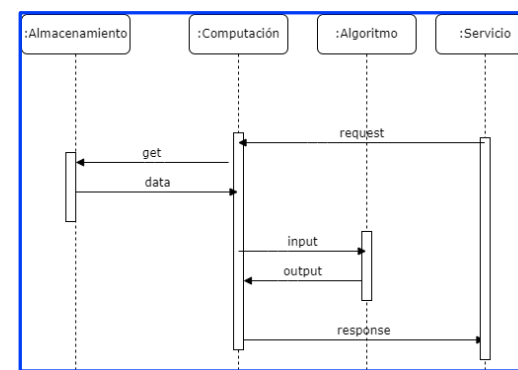 :Almacenamiento
:Computación
:Algoritmo
:Servicio
request
get
data
input
output
response